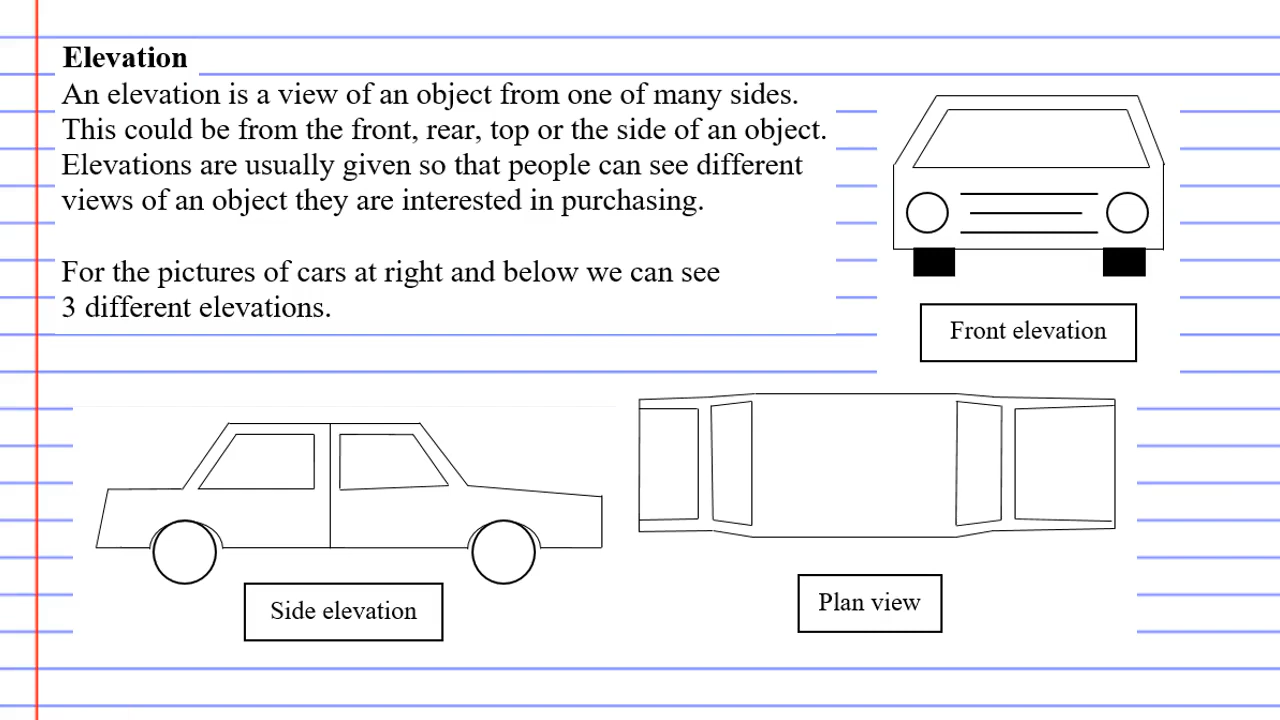 Elevation
An elevation is a view of an object from one of many sides.
This could be from the front, rear, top or the side of an object.
Elevations are usually given so that people can see different
views of an object they are interested in purchasing.
For the pictures of cars at right and below we can see
3 different elevations.
Front elevation
Side elevation
Plan view